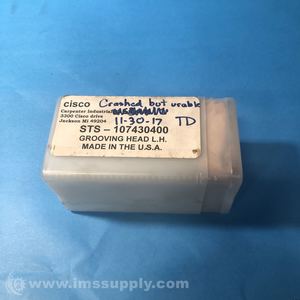 cisco Crashed but usable
Carpenter Industrial
3300 Cisco drive
Jackson Mi 49204 11-30-17 TD
STS - 107430400
GROOVING HEAD L.H.
MADE IN THE U.S.A.
© www.imssupply.com